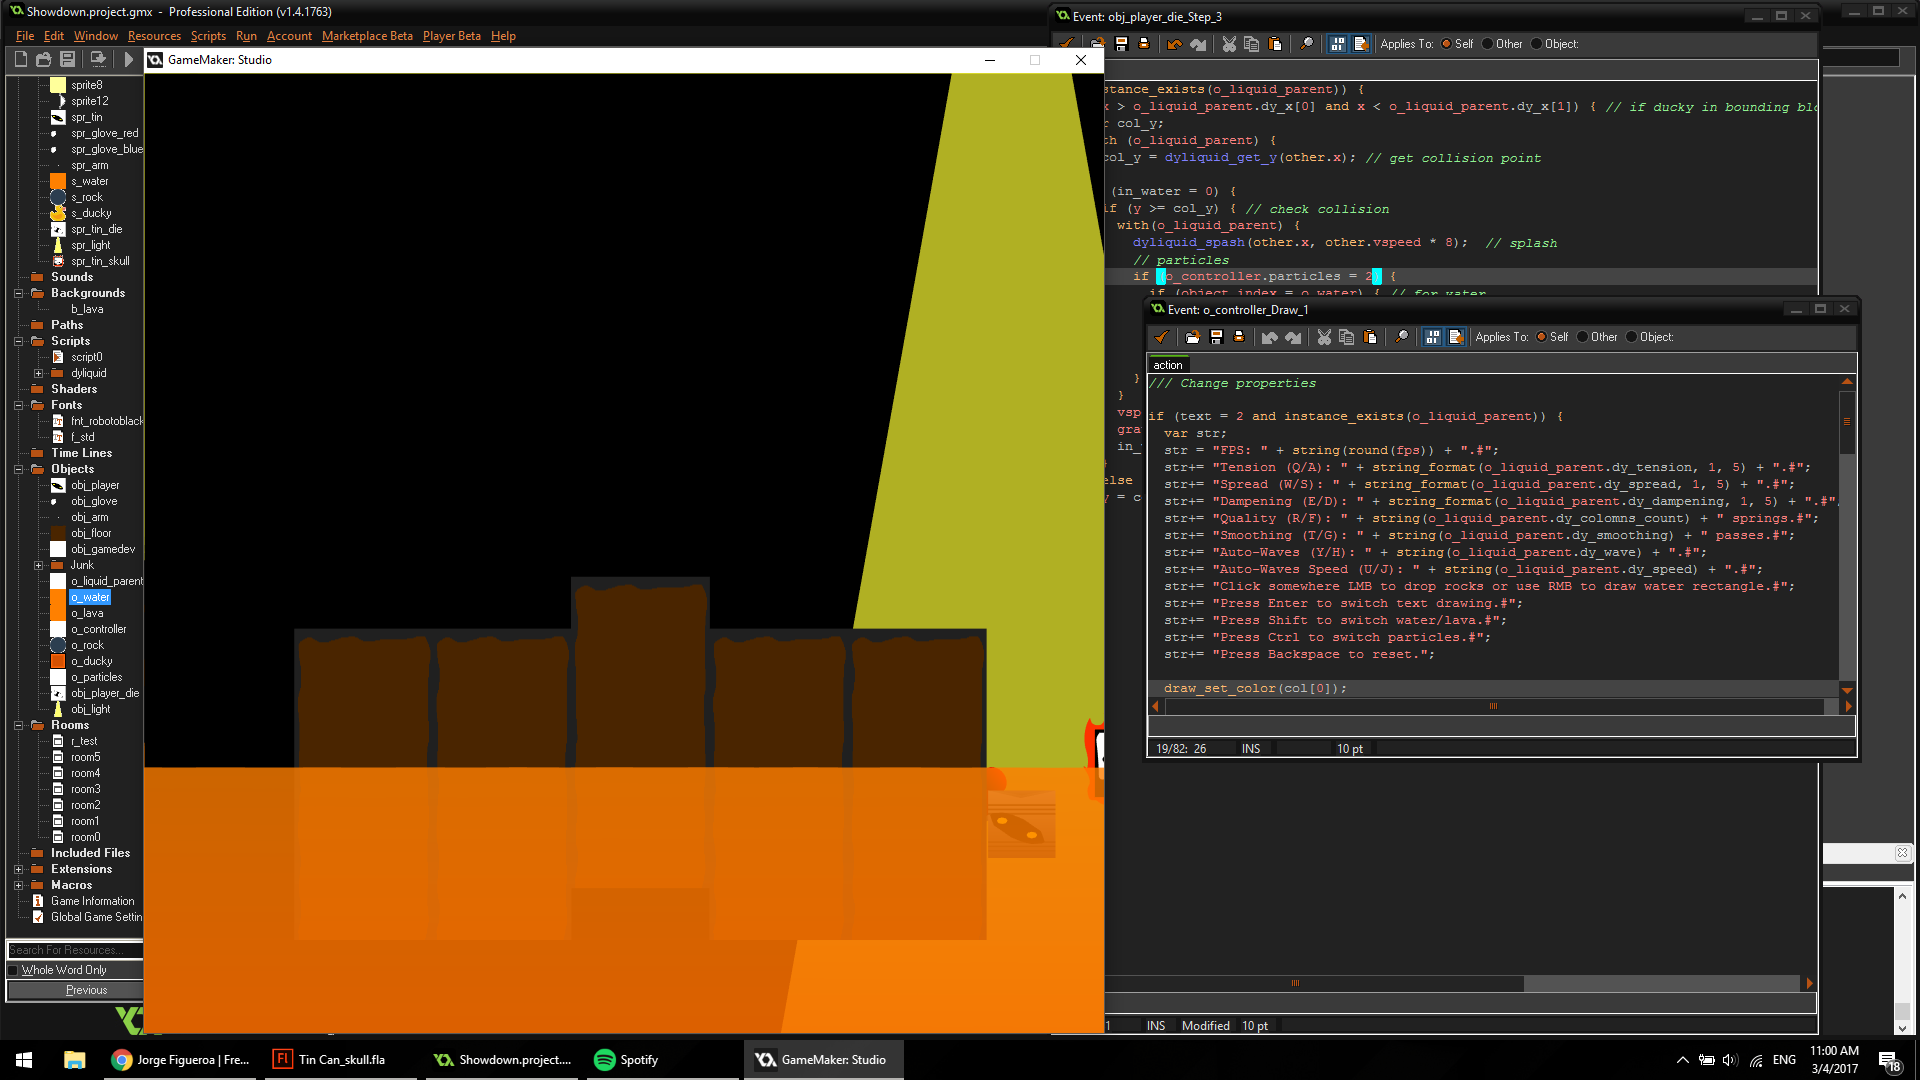 Showdown.project.gmx - Professional Edition (v1.4.1763)
File Edit Window Resources Scripts Run Account Marketplace Beta Player Beta Help
sprite8
sprite12
spr_tin
spr_glove_red
spr_glove_blue
spr_arm
s_water
s_rock
s_ducky
spr_tin_die
spr_light
spr_tin_skull
Sounds
Backgrounds
b_lava
Paths
Scripts
script0
dyliquid
Shaders
Fonts
fnt_robotoblack
f_std
Time Lines
Objects
obj_player
obj_glove
obj_arm
obj_floor
obj_gamedev
Junk
o_liquid_parent
o_water
o_lava
o_controller
o_rock
o_ducky
o_particles
obj_player_die
obj_light
Rooms
r_test
room5
room4
room3
room2
room1
room0
Included Files
Extensions
Macros
Game Information
Global Game Settin
Search For Resources...
Whole Word Only
Previous
GameMaker: Studio
Event: obj_player_die_Step_3
Applies To: Self Other Object:
stance_exists(o_liquid_parent)) {
x > o_liquid_parent.dy_x[0] and x < o_liquid_parent.dy_x[1]) { // if ducky in bounding blo
r col_y;
th (o_liquid_parent) {
col_y = dyliquid_get_y(other.x); // get collision point
(in_water = 0) {
if (y >= col_y) { // check collision
with(o_liquid_parent) {
dyliquid_spash(other.x, other.vspeed * 8); // splash
// particles
if (o_controller.particles = 2) {
if (object_index = o_water) { // for water
}
}
vsp
gra
in_
}
else
y = c
1 INS Modified 10 pt
Event: o_controller_Draw_1
Applies To: Self Other Object:
action
/// Change properties
if (text = 2 and instance_exists(o_liquid_parent)) {
var str;
str = "FPS: " + string(round(fps)) + ".#";
str+= "Tension (Q/A): " + string_format(o_liquid_parent.dy_tension, 1, 5) + ".#";
str+= "Spread (W/S): " + string_format(o_liquid_parent.dy_spread, 1, 5) + ".#";
str+= "Dampening (E/D): " + string_format(o_liquid_parent.dy_dampening, 1, 5) + ".#"
str+= "Quality (R/F): " + string(o_liquid_parent.dy_colomns_count) + " springs.#";
str+= "Smoothing (T/G): " + string(o_liquid_parent.dy_smoothing) + " passes.#";
str+= "Auto-Waves (Y/H): " + string(o_liquid_parent.dy_wave) + ".#";
str+= "Auto-Waves Speed (U/J): " + string(o_liquid_parent.dy_speed) + ".#";
str+= "Click somewhere LMB to drop rocks or use RMB to draw water rectangle.#";
str+= "Press Enter to switch text drawing.#";
str+= "Press Shift to switch water/lava.#";
str+= "Press Ctrl to switch particles.#";
str+= "Press Backspace to reset.";
draw_set_color(col[0]);
19/82: 26 INS 10 pt
Jorge Figueroa | Fre...
Tin Can_skull.fla
Showdown.project....
Spotify
GameMaker: Studio
ENG
11:00 AM
3/4/2017
18